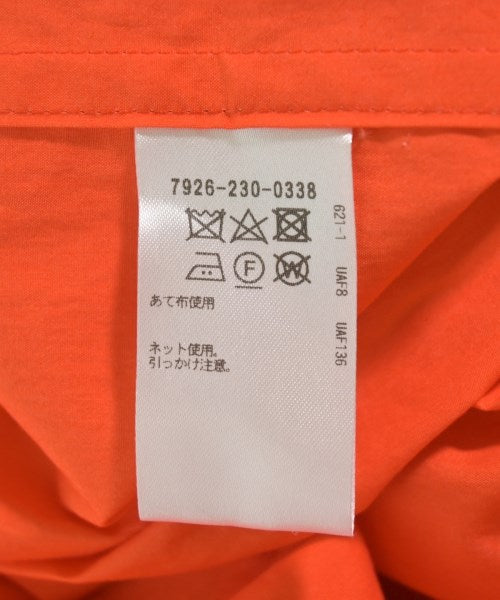 7926-230-0338
F W
あて布使用
ネット使用。
引っかけ注意。
621-1 UAF8 UAF136